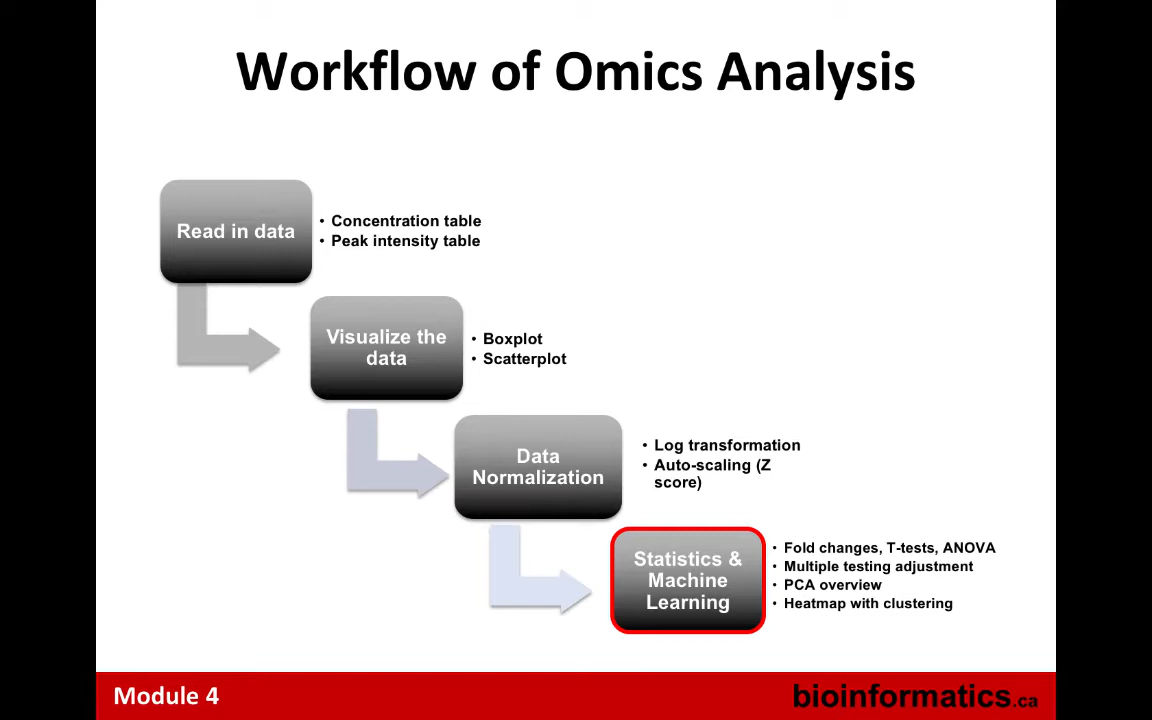 Workflow of Omics Analysis
Read in data
• Concentration table
• Peak intensity table
Visualize the
data
• Boxplot
• Scatterplot
Data
Normalization
• Log transformation
• Auto-scaling (Z
score)
Statistics &
Machine
Learning
• Fold changes, T-tests, ANOVA
• Multiple testing adjustment
• PCA overview
• Heatmap with clustering
Module 4
bioinformatics.ca